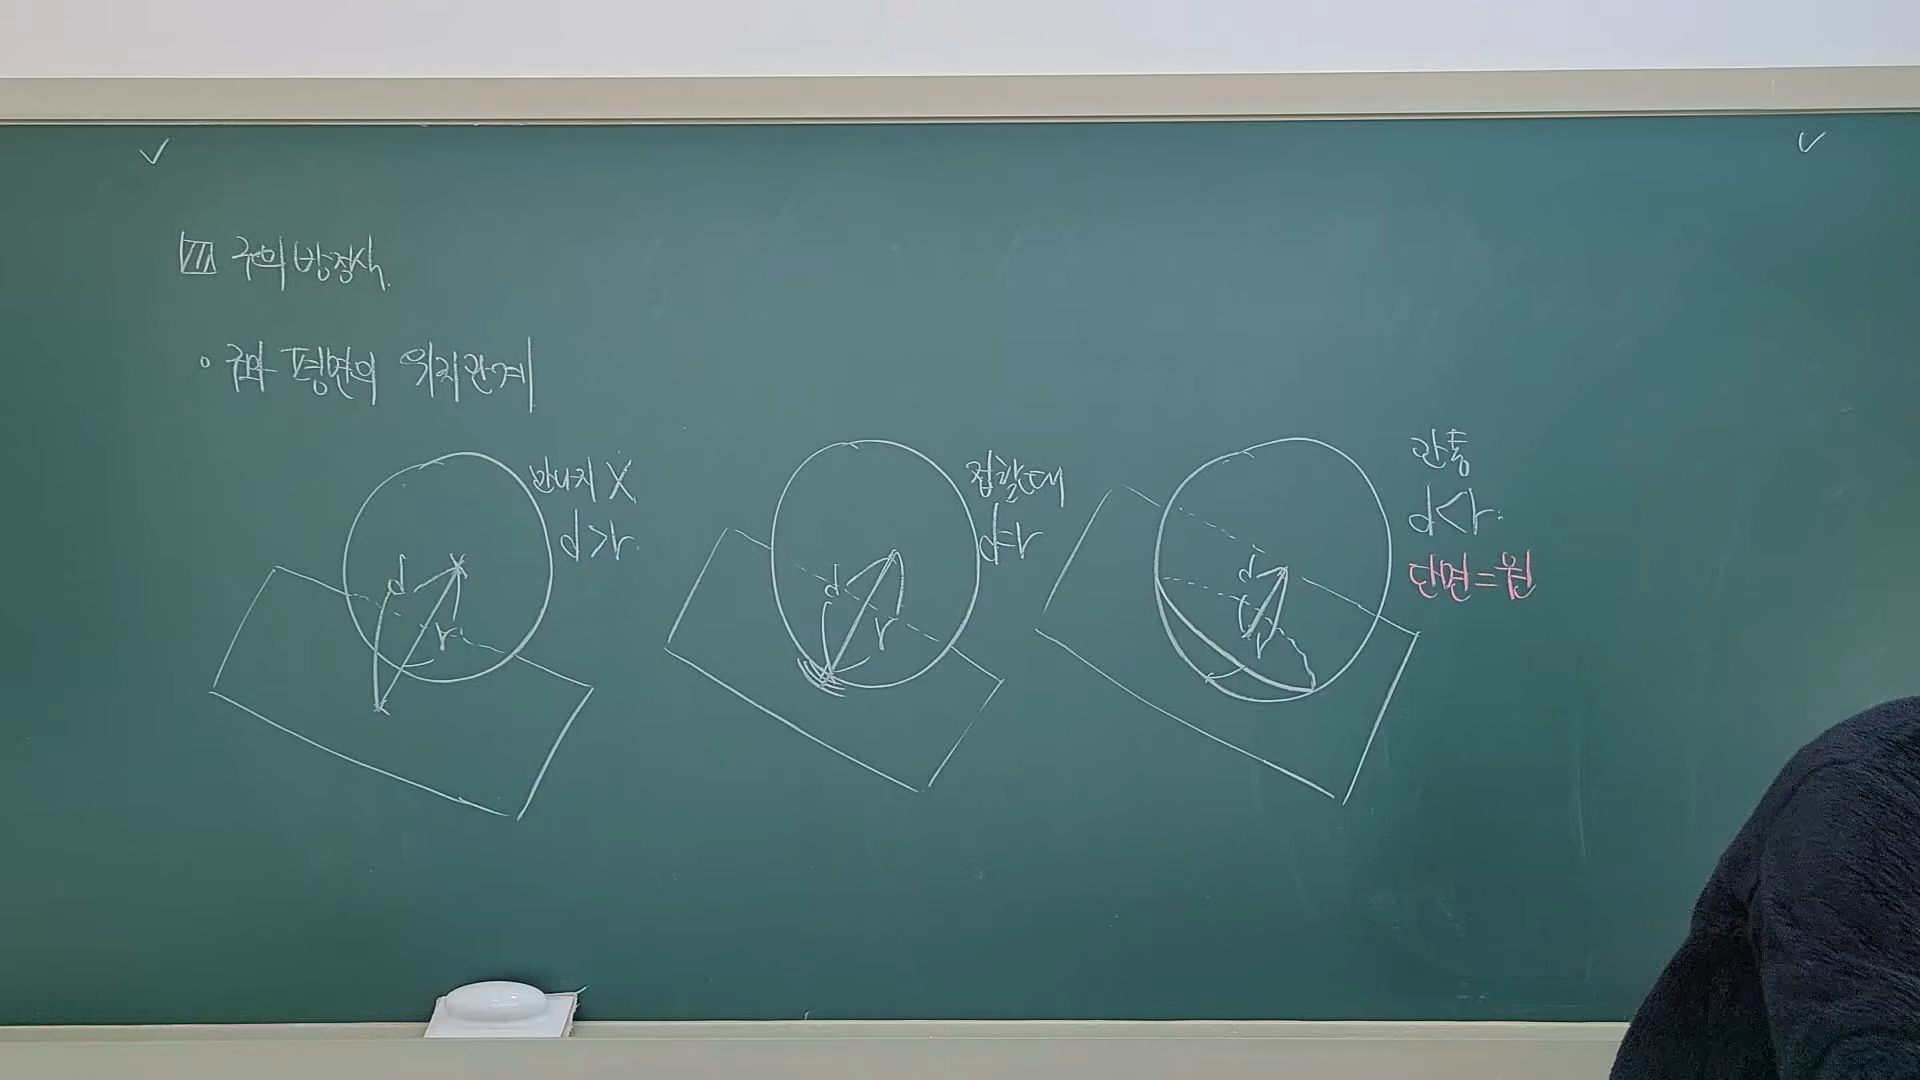 구의 방정식.
◦ 구와 평면의 위치관계
만나지 X
d > r.
d
r
접할 때
d=r
d
r
관통
d<r.
단면=원
d
r